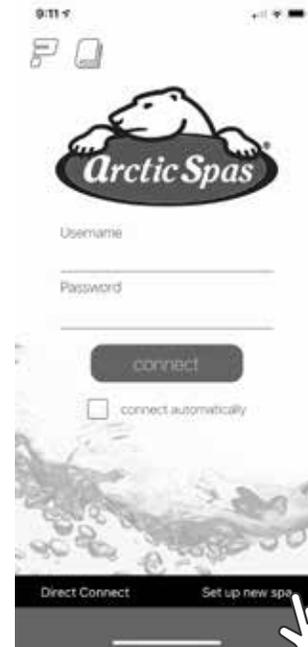 9:11
arctic Spas®
Username
Password
connect
connect automatically
Direct Connect Set up new spa